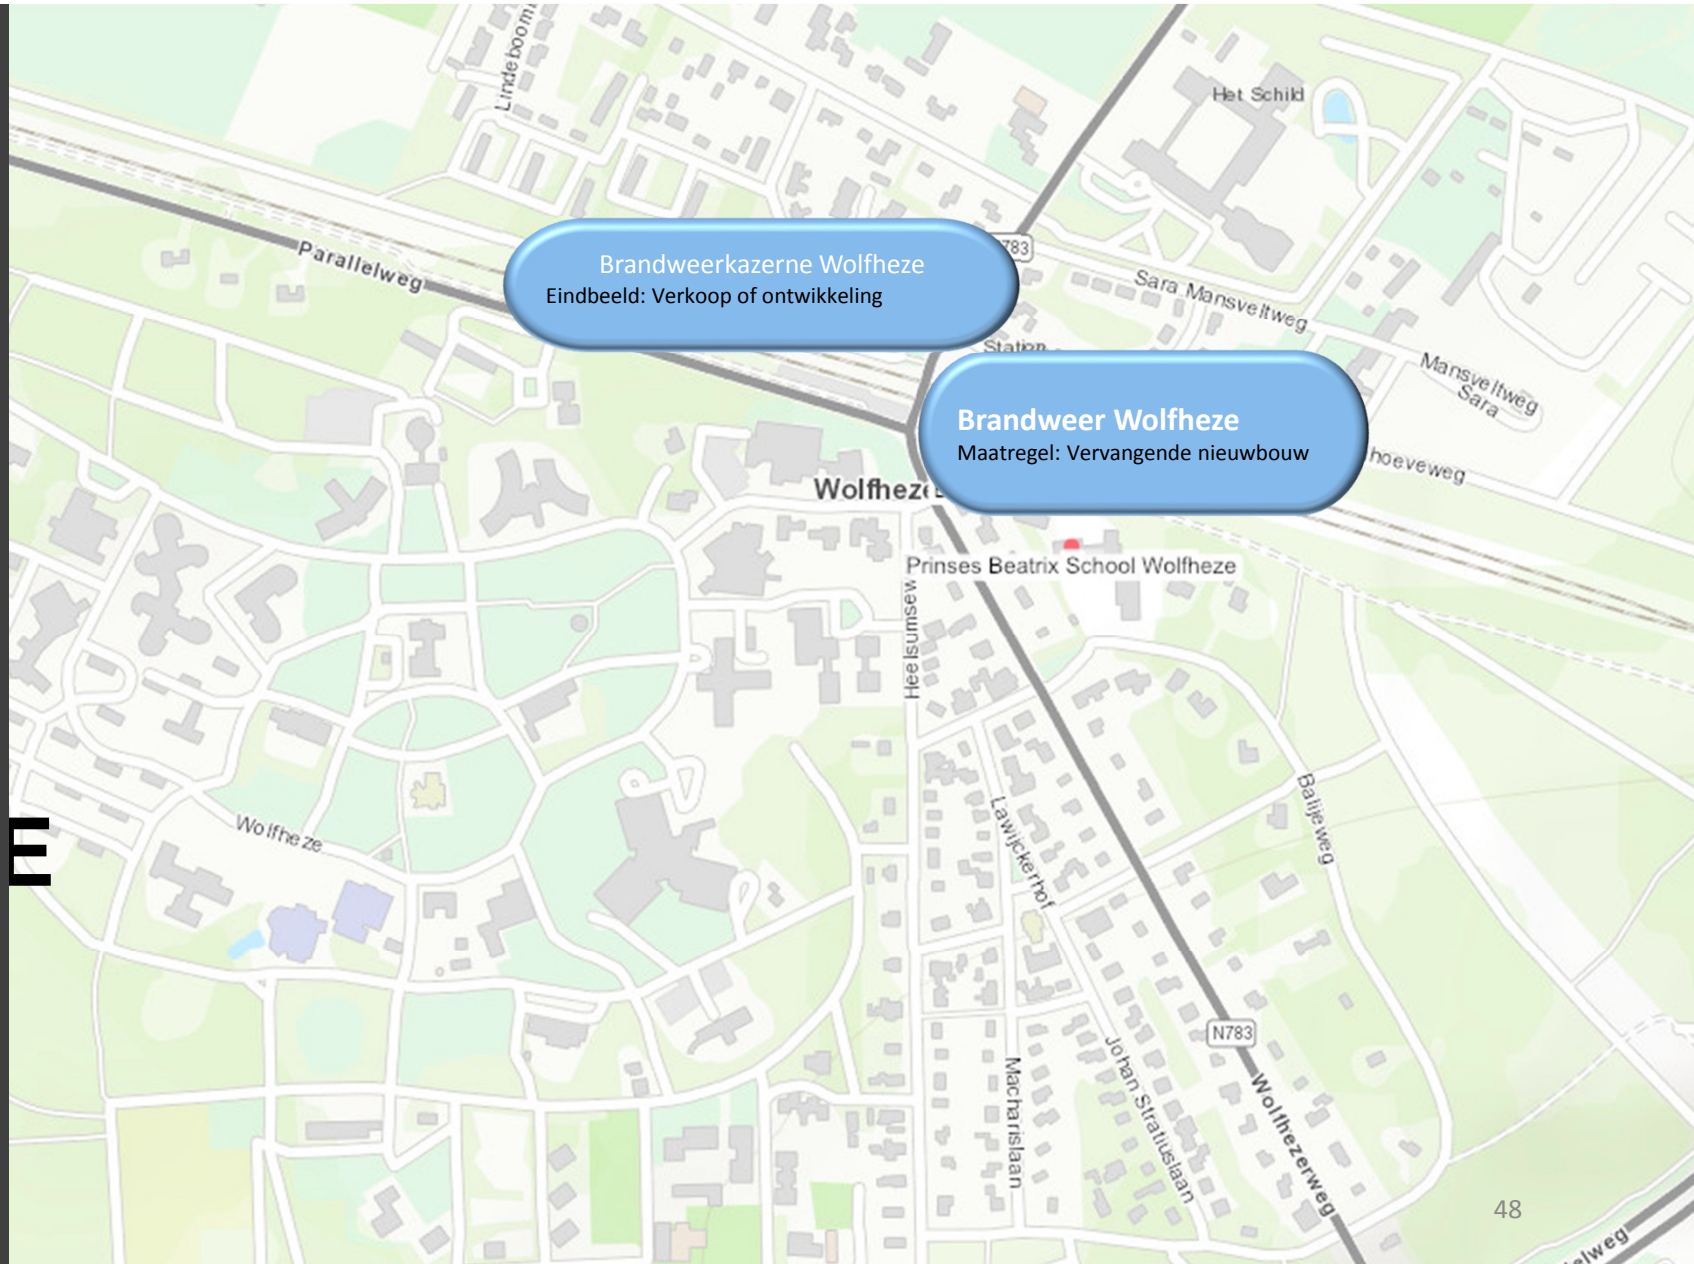 Lindeboom
Het Schild
Parallelweg
Brandweerkazerne Wolfheze
Eindbeeld: Verkoop of ontwikkeling
783
Sara Mansveltweg
Station
Mansveltweg
Sara
Brandweer Wolfheze
Maatregel: Vervangende nieuwbouw
hoeveweg
Wolfheze
Prinses Beatrix School Wolfheze
Heelsumsew
Wolfheze
E
Lawijckerhof
Balijeweg
N783
Macharislaan
Johan Stratiuslaan
Wolfhezerweg
48
elweg